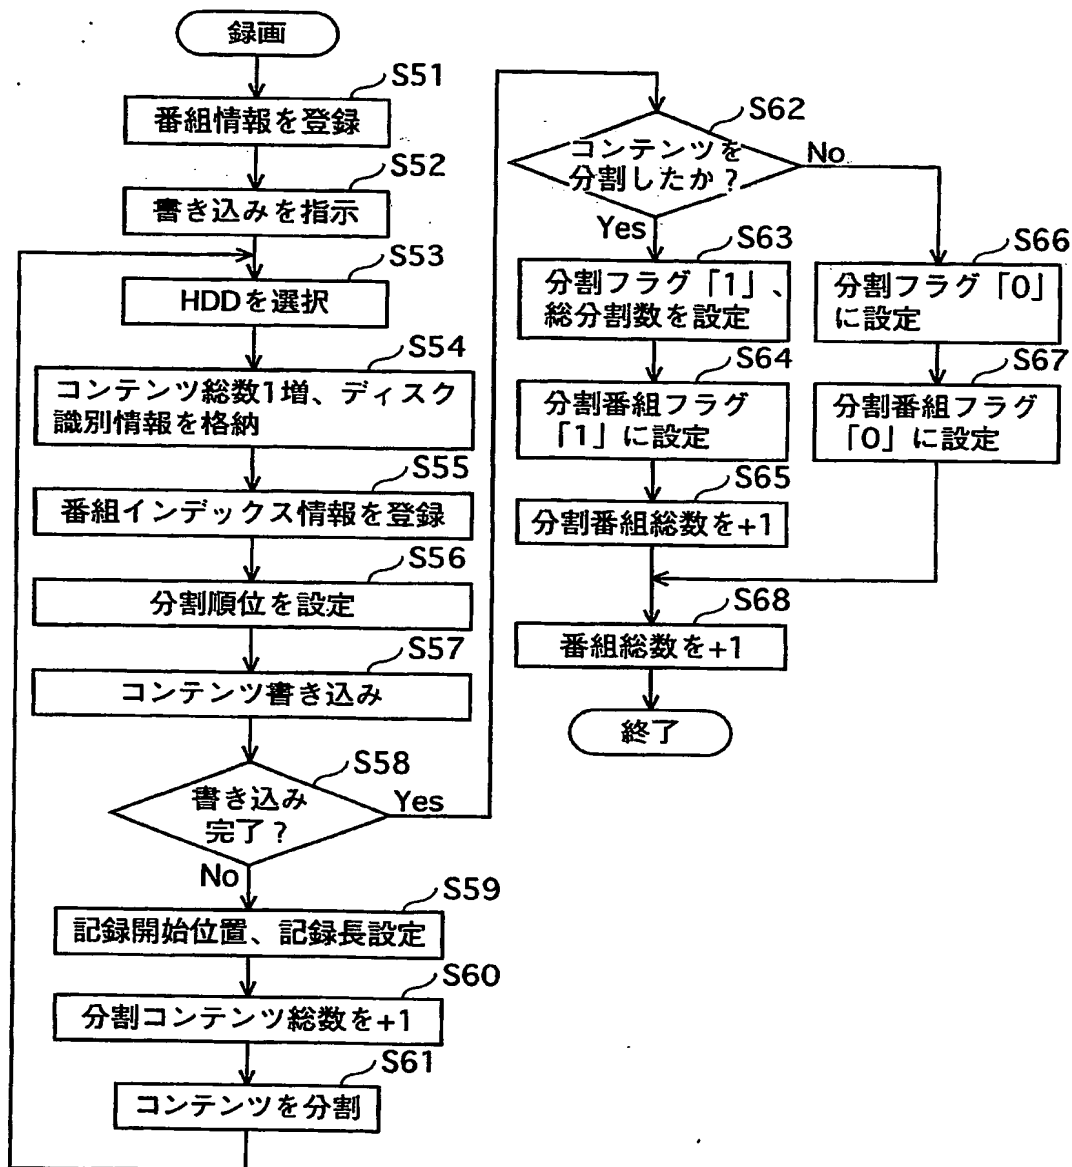 録画
S51
番組情報を登録
S52
書き込みを指示
S53
HDDを選択
S54
コンテンツ総数1増、ディスク
識別情報を格納
S55
番組インデックス情報を登録
S56
分割順位を設定
S57
コンテンツ書き込み
S58
書き込み
完了?
Yes
No
S59
記録開始位置、記録長設定
S60
分割コンテンツ総数を+1
S61
コンテンツを分割
S62
コンテンツを
分割したか?
No
Yes
S63
分割フラグ「1」、
総分割数を設定
S64
分割番組フラグ
「1」に設定
S65
分割番組総数を+1
S66
分割フラグ「0」
に設定
S67
分割番組フラグ
「0」に設定
S68
番組総数を+1
終了